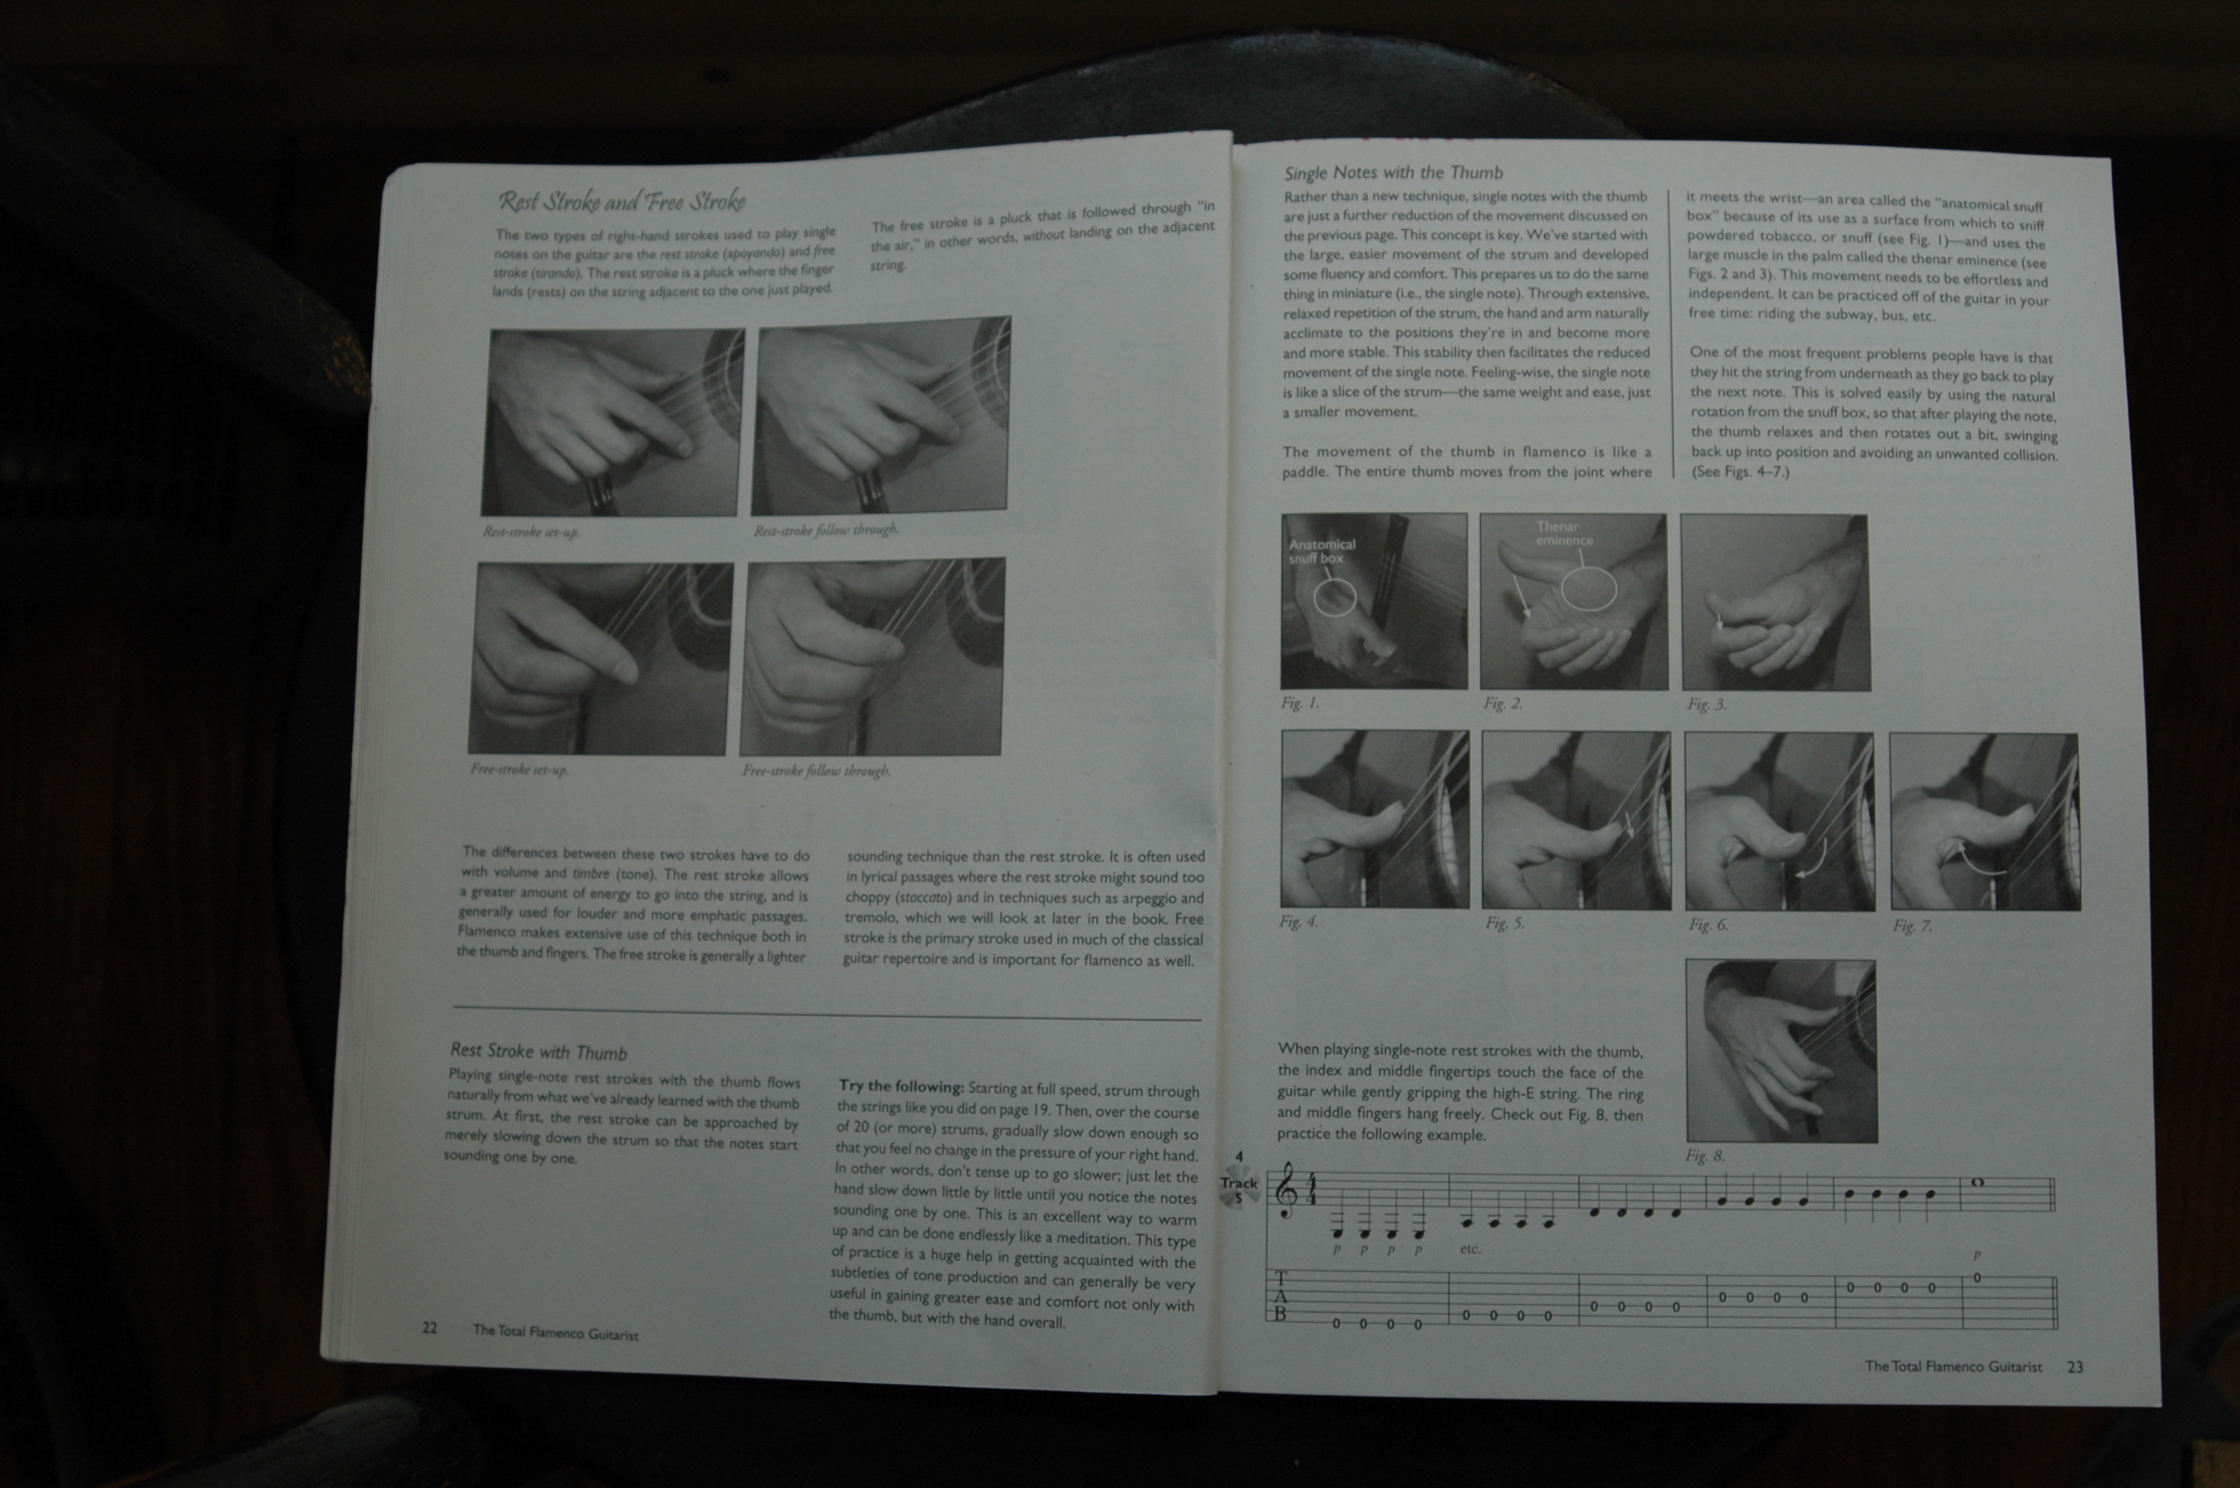 Rest Stroke and Free Stroke
The two types of right-hand strokes used to play single
notes on the guitar are the rest stroke (apoyando) and free
stroke (tirando). The rest stroke is a pluck where the finger
lands (rests) on the string adjacent to the one just played.
The free stroke is a pluck that is followed through "in
the air," in other words, without landing on the adjacent
string.
Rest-stroke set-up.
Rest-stroke follow through.
Free-stroke set-up.
Free-stroke follow through.
The differences between these two strokes have to do
with volume and timbre (tone). The rest stroke allows
a greater amount of energy to go into the string, and is
generally used for louder and more emphatic passages.
Flamenco makes extensive use of this technique both in
the thumb and fingers. The free stroke is generally a lighter
sounding technique than the rest stroke. It is often used
in lyrical passages where the rest stroke might sound too
choppy (staccato) and in techniques such as arpeggio and
tremolo, which we will look at later in the book. Free
stroke is the primary stroke used in much of the classical
guitar repertoire and is important for flamenco as well.
Rest Stroke with Thumb
Playing single-note rest strokes with the thumb flows
naturally from what we've already learned with the thumb
strum. At first, the rest stroke can be approached by
merely slowing down the strum so that the notes start
sounding one by one.
Try the following: Starting at full speed, strum through
the strings like you did on page 19. Then, over the course
of 20 (or more) strums, gradually slow down enough so
that you feel no change in the pressure of your right hand.
In other words, don't tense up to go slower; just let the
hand slow down little by little until you notice the notes
sounding one by one. This is an excellent way to warm
up and can be done endlessly like a meditation. This type
of practice is a huge help in getting acquainted with the
subtleties of tone production and can generally be very
useful in gaining greater ease and comfort not only with
the thumb, but with the hand overall.
22 The Total Flamenco Guitarist
Single Notes with the Thumb
Rather than a new technique, single notes with the thumb
are just a further reduction of the movement discussed on
the previous page. This concept is key. We've started with
the large, easier movement of the strum and developed
some fluency and comfort. This prepares us to do the same
thing in miniature (i.e., the single note). Through extensive,
relaxed repetition of the strum, the hand and arm naturally
acclimate to the positions they're in and become more
and more stable. This stability then facilitates the reduced
movement of the single note. Feeling-wise, the single note
is like a slice of the strum—the same weight and ease, just
a smaller movement.
The movement of the thumb in flamenco is like a
paddle. The entire thumb moves from the joint where
it meets the wrist—an area called the "anatomical snuff
box" because of its use as a surface from which to sniff
powdered tobacco, or snuff (see Fig. 1)—and uses the
large muscle in the palm called the thenar eminence (see
Figs. 2 and 3). This movement needs to be effortless and
independent. It can be practiced off of the guitar in your
free time: riding the subway, bus, etc.
One of the most frequent problems people have is that
they hit the string from underneath as they go back to play
the next note. This is solved easily by using the natural
rotation from the snuff box, so that after playing the note,
the thumb relaxes and then rotates out a bit, swinging
back up into position and avoiding an unwanted collision.
(See Figs. 4–7.)
Anatomical
snuff box
Thenar
eminence
Fig. 1.
Fig. 2.
Fig. 3.
Fig. 4.
Fig. 5.
Fig. 6.
Fig. 7.
When playing single-note rest strokes with the thumb,
the index and middle fingertips touch the face of the
guitar while gently gripping the high-E string. The ring
and middle fingers hang freely. Check out Fig. 8, then
practice the following example.
Fig. 8.
4
Track
5
4
4
p p p p etc.
p
T
A
B
0 0 0 0 0 0 0 0 0 0 0 0 0 0 0 0 0 0 0 0 0
The Total Flamenco Guitarist 23